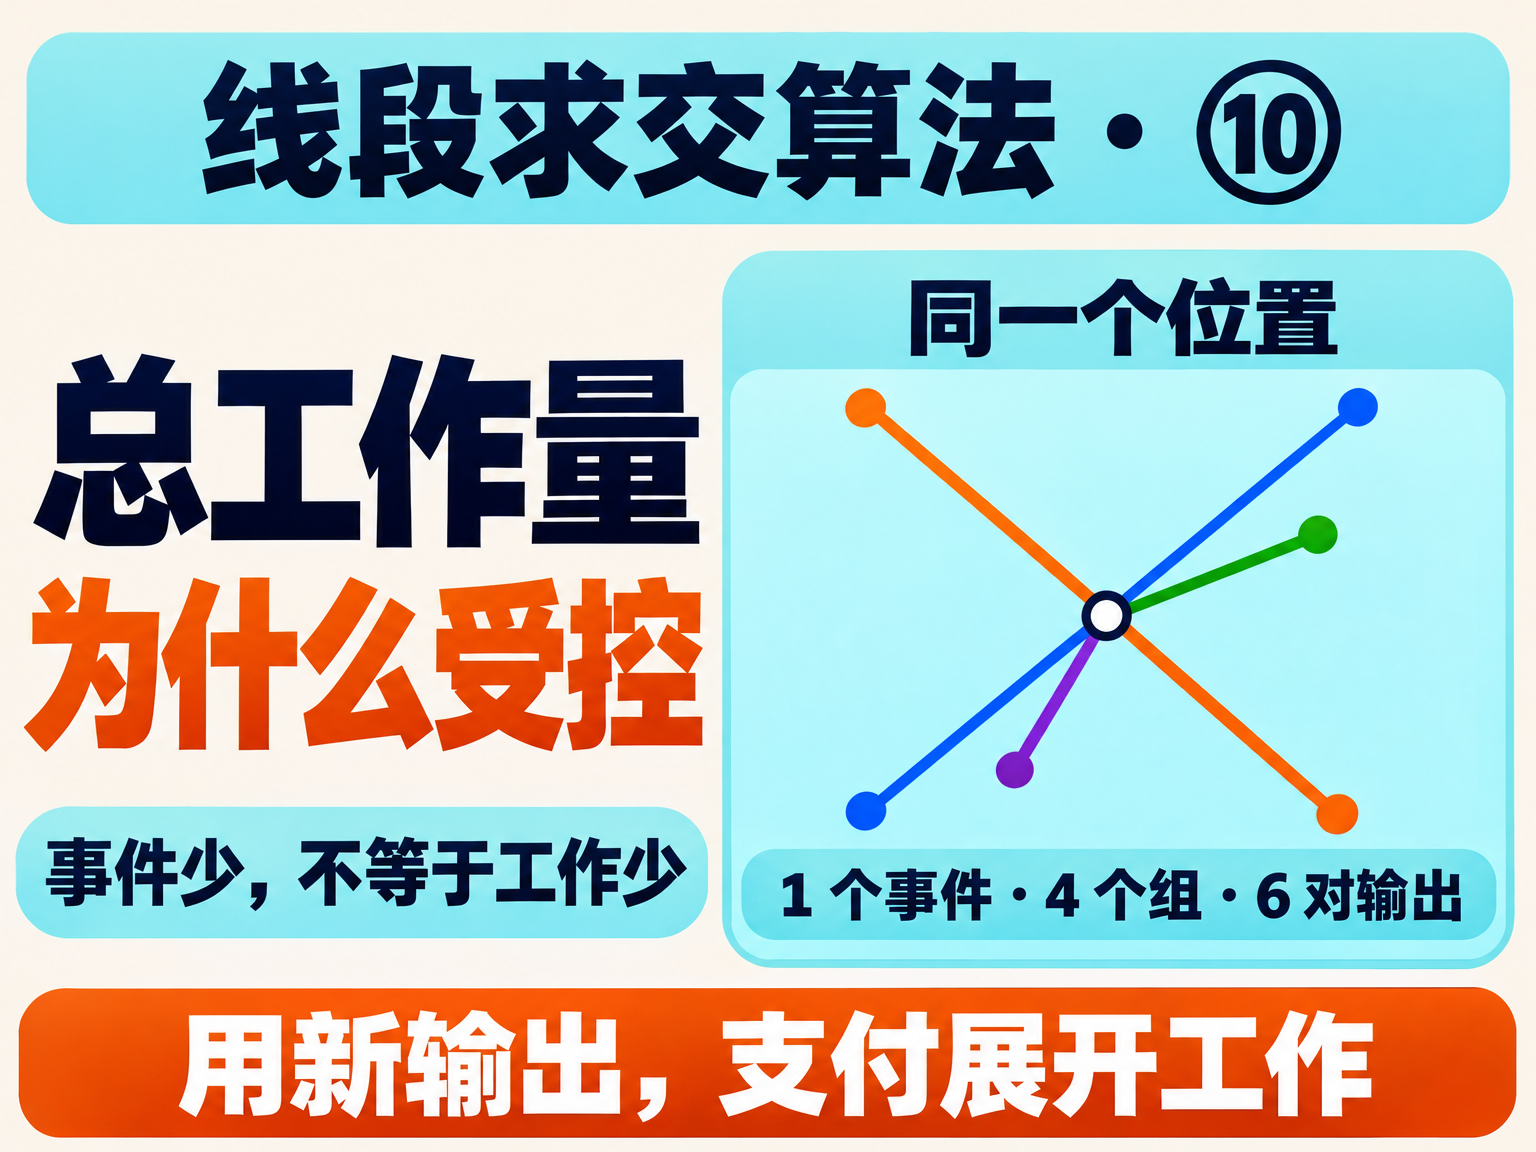 线段求交算法·⑩
总工作量
为什么受控
事件少，不等于工作少
同一个位置
1 个事件·4 个组·6 对输出
用新输出，支付展开工作